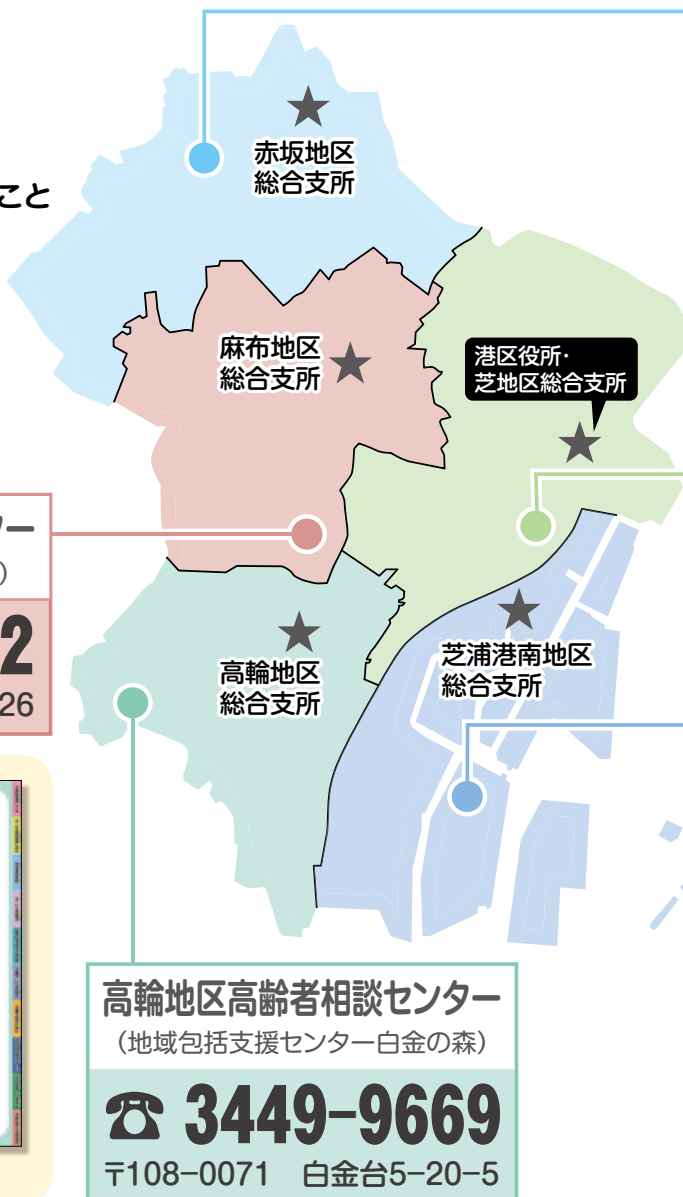 こと
赤坂地区
総合支所
麻布地区
総合支所
港区役所・
芝地区総合支所
ー
）
2
26
高輪地区
総合支所
芝浦港南地区
総合支所
高輪地区高齢者相談センター
（地域包括支援センター白金の森）
☎ 3449-9669
〒108-0071 白金台5-20-5